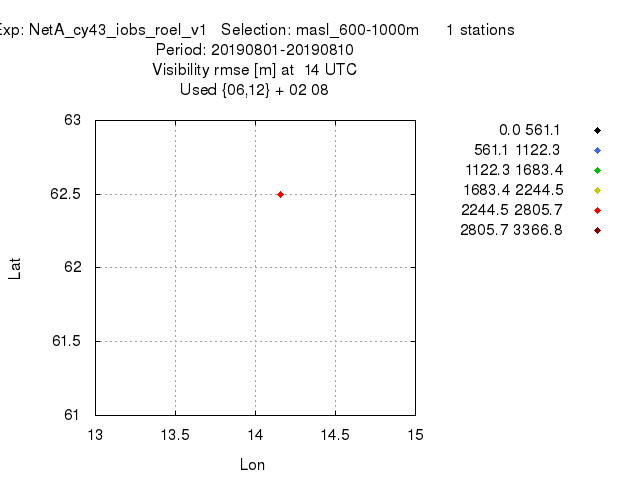 Exp: NetA_cy43_iobs_roel_v1 Selection: masl_600-1000m 1 stations
Period: 20190801-20190810
Visibility rmse [m] at 14 UTC
Used {06,12} + 02 08
63
62.5
62
61.5
61
13 13.5 14 14.5 15
Lat
Lon
0.0 561.1
561.1 1122.3
1122.3 1683.4
1683.4 2244.5
2244.5 2805.7
2805.7 3366.8